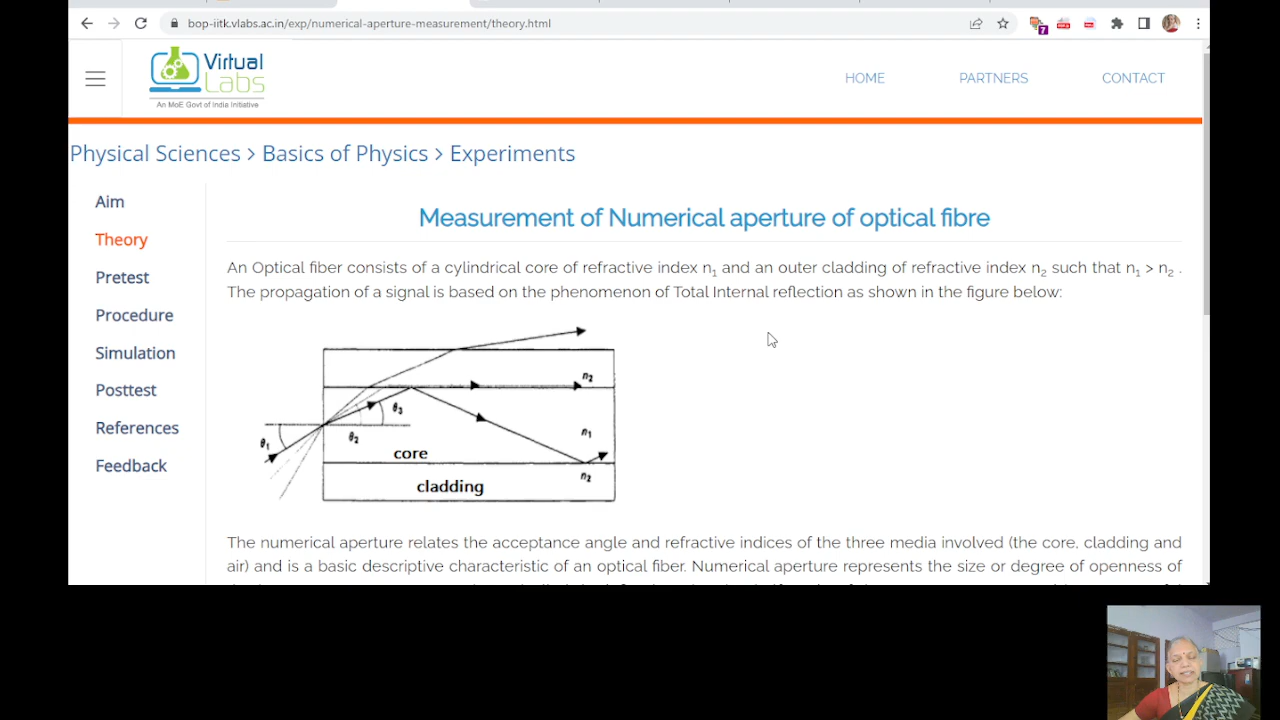 bop-iitk.vlabs.ac.in/exp/numerical-aperture-measurement/theory.html
7
Virtual
Labs
An MoE Govt of India Initiative
HOME
PARTNERS
CONTACT
Physical Sciences > Basics of Physics > Experiments
Aim
Theory
Pretest
Procedure
Simulation
Posttest
References
Feedback
Measurement of Numerical aperture of optical fibre
An Optical fiber consists of a cylindrical core of refractive index n₁ and an outer cladding of refractive index n₂ such that n₁ > n₂ .
The propagation of a signal is based on the phenomenon of Total Internal reflection as shown in the figure below:
n₂
θ₃
θ₁
θ₂
n₁
core
n₂
cladding
The numerical aperture relates the acceptance angle and refractive indices of the three media involved (the core, cladding and
air) and is a basic descriptive characteristic of an optical fiber. Numerical aperture represents the size or degree of openness of